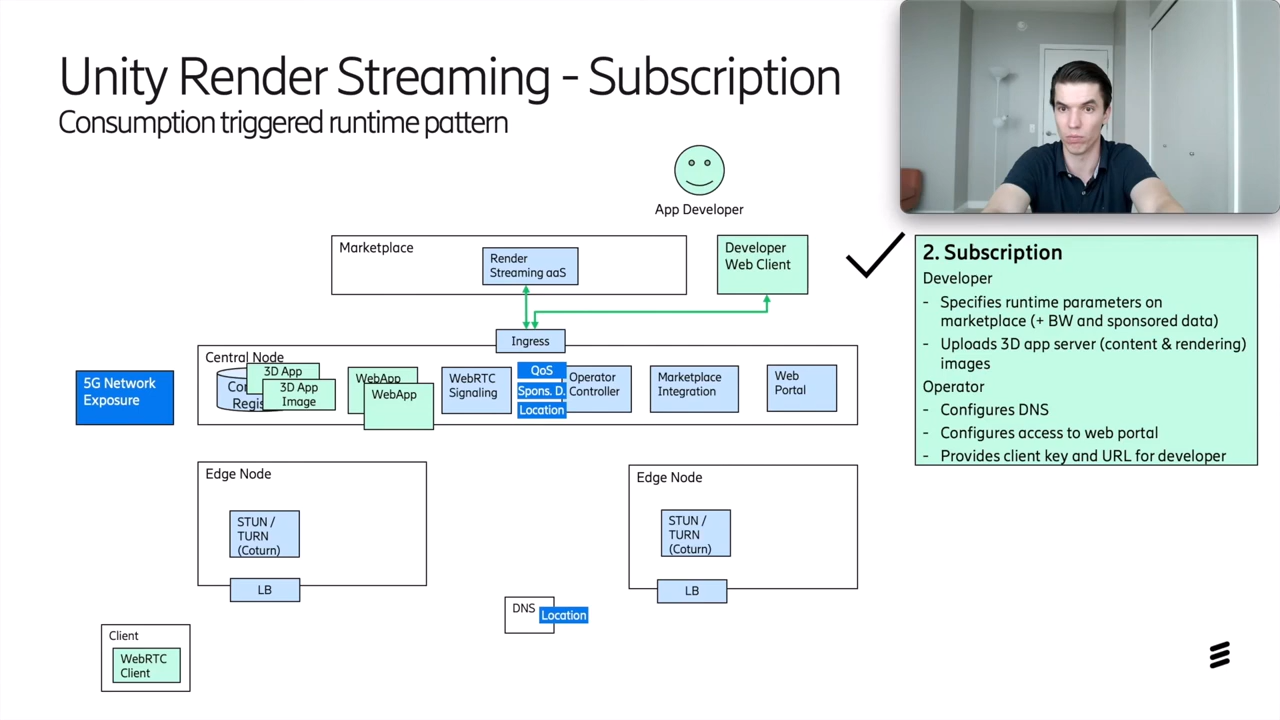 Unity Render Streaming - Subscription
Consumption triggered runtime pattern
App Developer
Marketplace
Render
Streaming aaS
Developer
Web Client
Ingress
2. Subscription
Developer
- Specifies runtime parameters on
marketplace (+ BW and sponsored data)
- Uploads 3D app server (content & rendering)
images
Operator
- Configures DNS
- Configures access to web portal
- Provides client key and URL for developer
5G Network
Exposure
Central Node
3D App
3D App
Image
WebApp
WebApp
WebRTC
Signaling
QoS
Spons. D.
Location
Operator
Controller
Marketplace
Integration
Web
Portal
Edge Node
STUN /
TURN
(Coturn)
LB
Edge Node
STUN /
TURN
(Coturn)
LB
DNS
Location
Client
WebRTC
Client